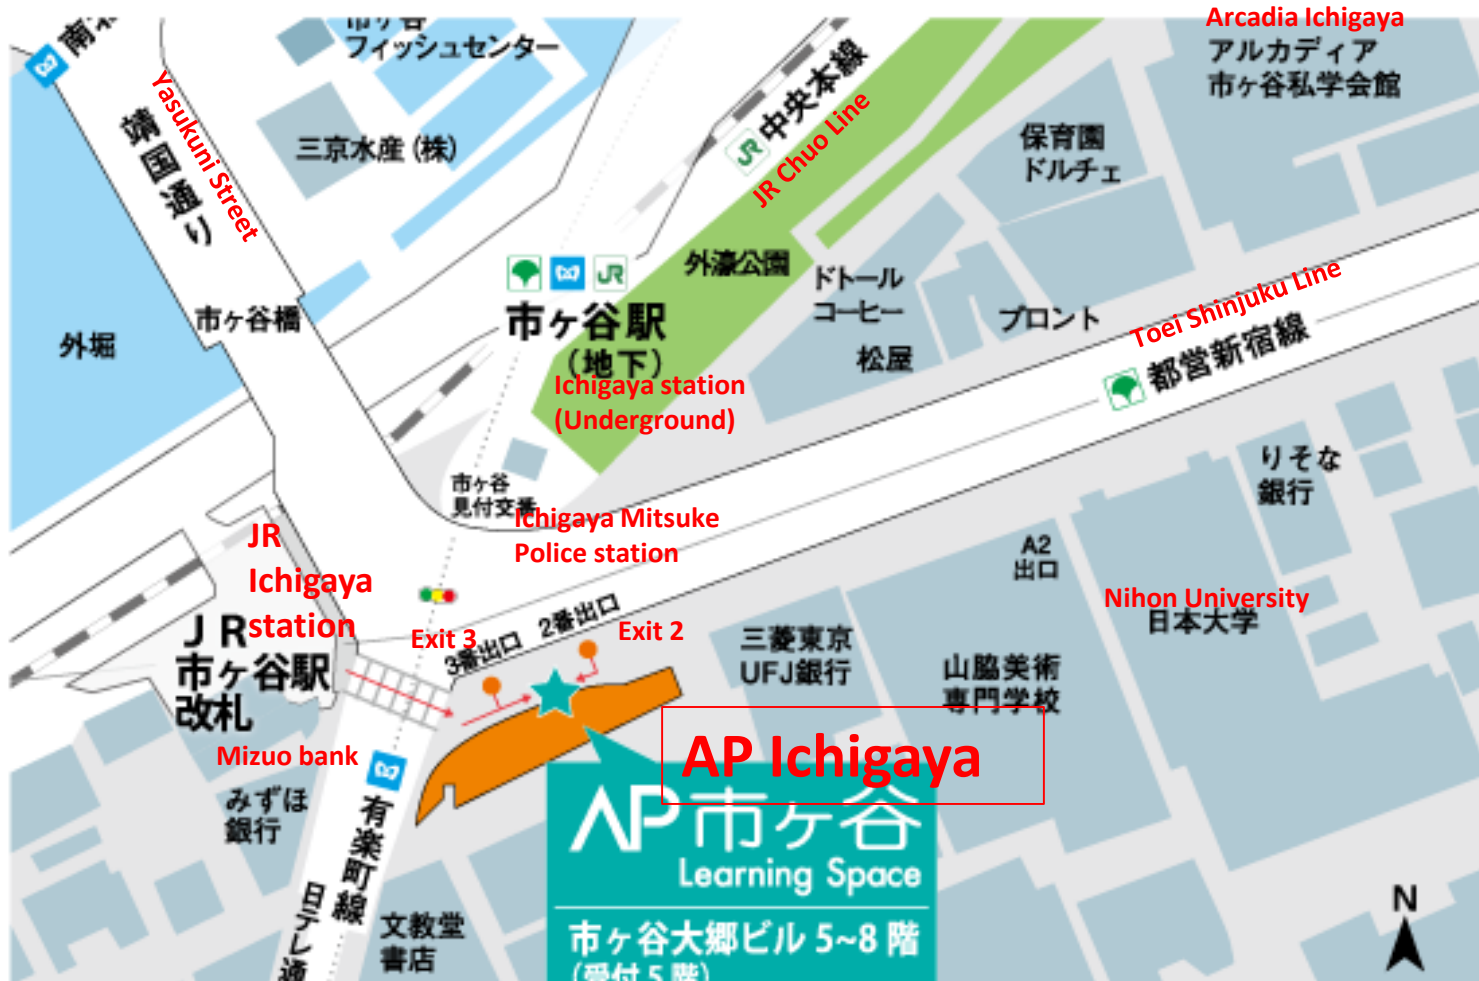 Arcadia Ichigaya
アルカディア
市ヶ谷私学会館
市ヶ谷
フィッシュセンター
三京水産(株)
Yasukuni Street
靖国通り
JR
中央本線
JR Chuo Line
保育園
ドルチェ
外濠公園
ドトール
コーヒー
松屋
プロント
Toei Shinjuku Line
都営新宿線
市ヶ谷橋
外堀
JR
市ヶ谷駅
(地下)
Ichigaya station
(Underground)
市ヶ谷
見付交番
Ichigaya Mitsuke
Police station
りそな
銀行
A2
出口
JR
Ichigaya
station
JR
市ヶ谷駅
改札
Exit 3
3番出口
2番出口
Exit 2
三菱東京
UFJ銀行
山脇美術
専門学校
Nihon University
日本大学
Mizuo bank
みずほ
銀行
有楽町線
日テレ通
文教堂
書店
AP Ichigaya
AP市ヶ谷
Learning Space
市ヶ谷大郷ビル 5~8 階
(受付 5 階)
N